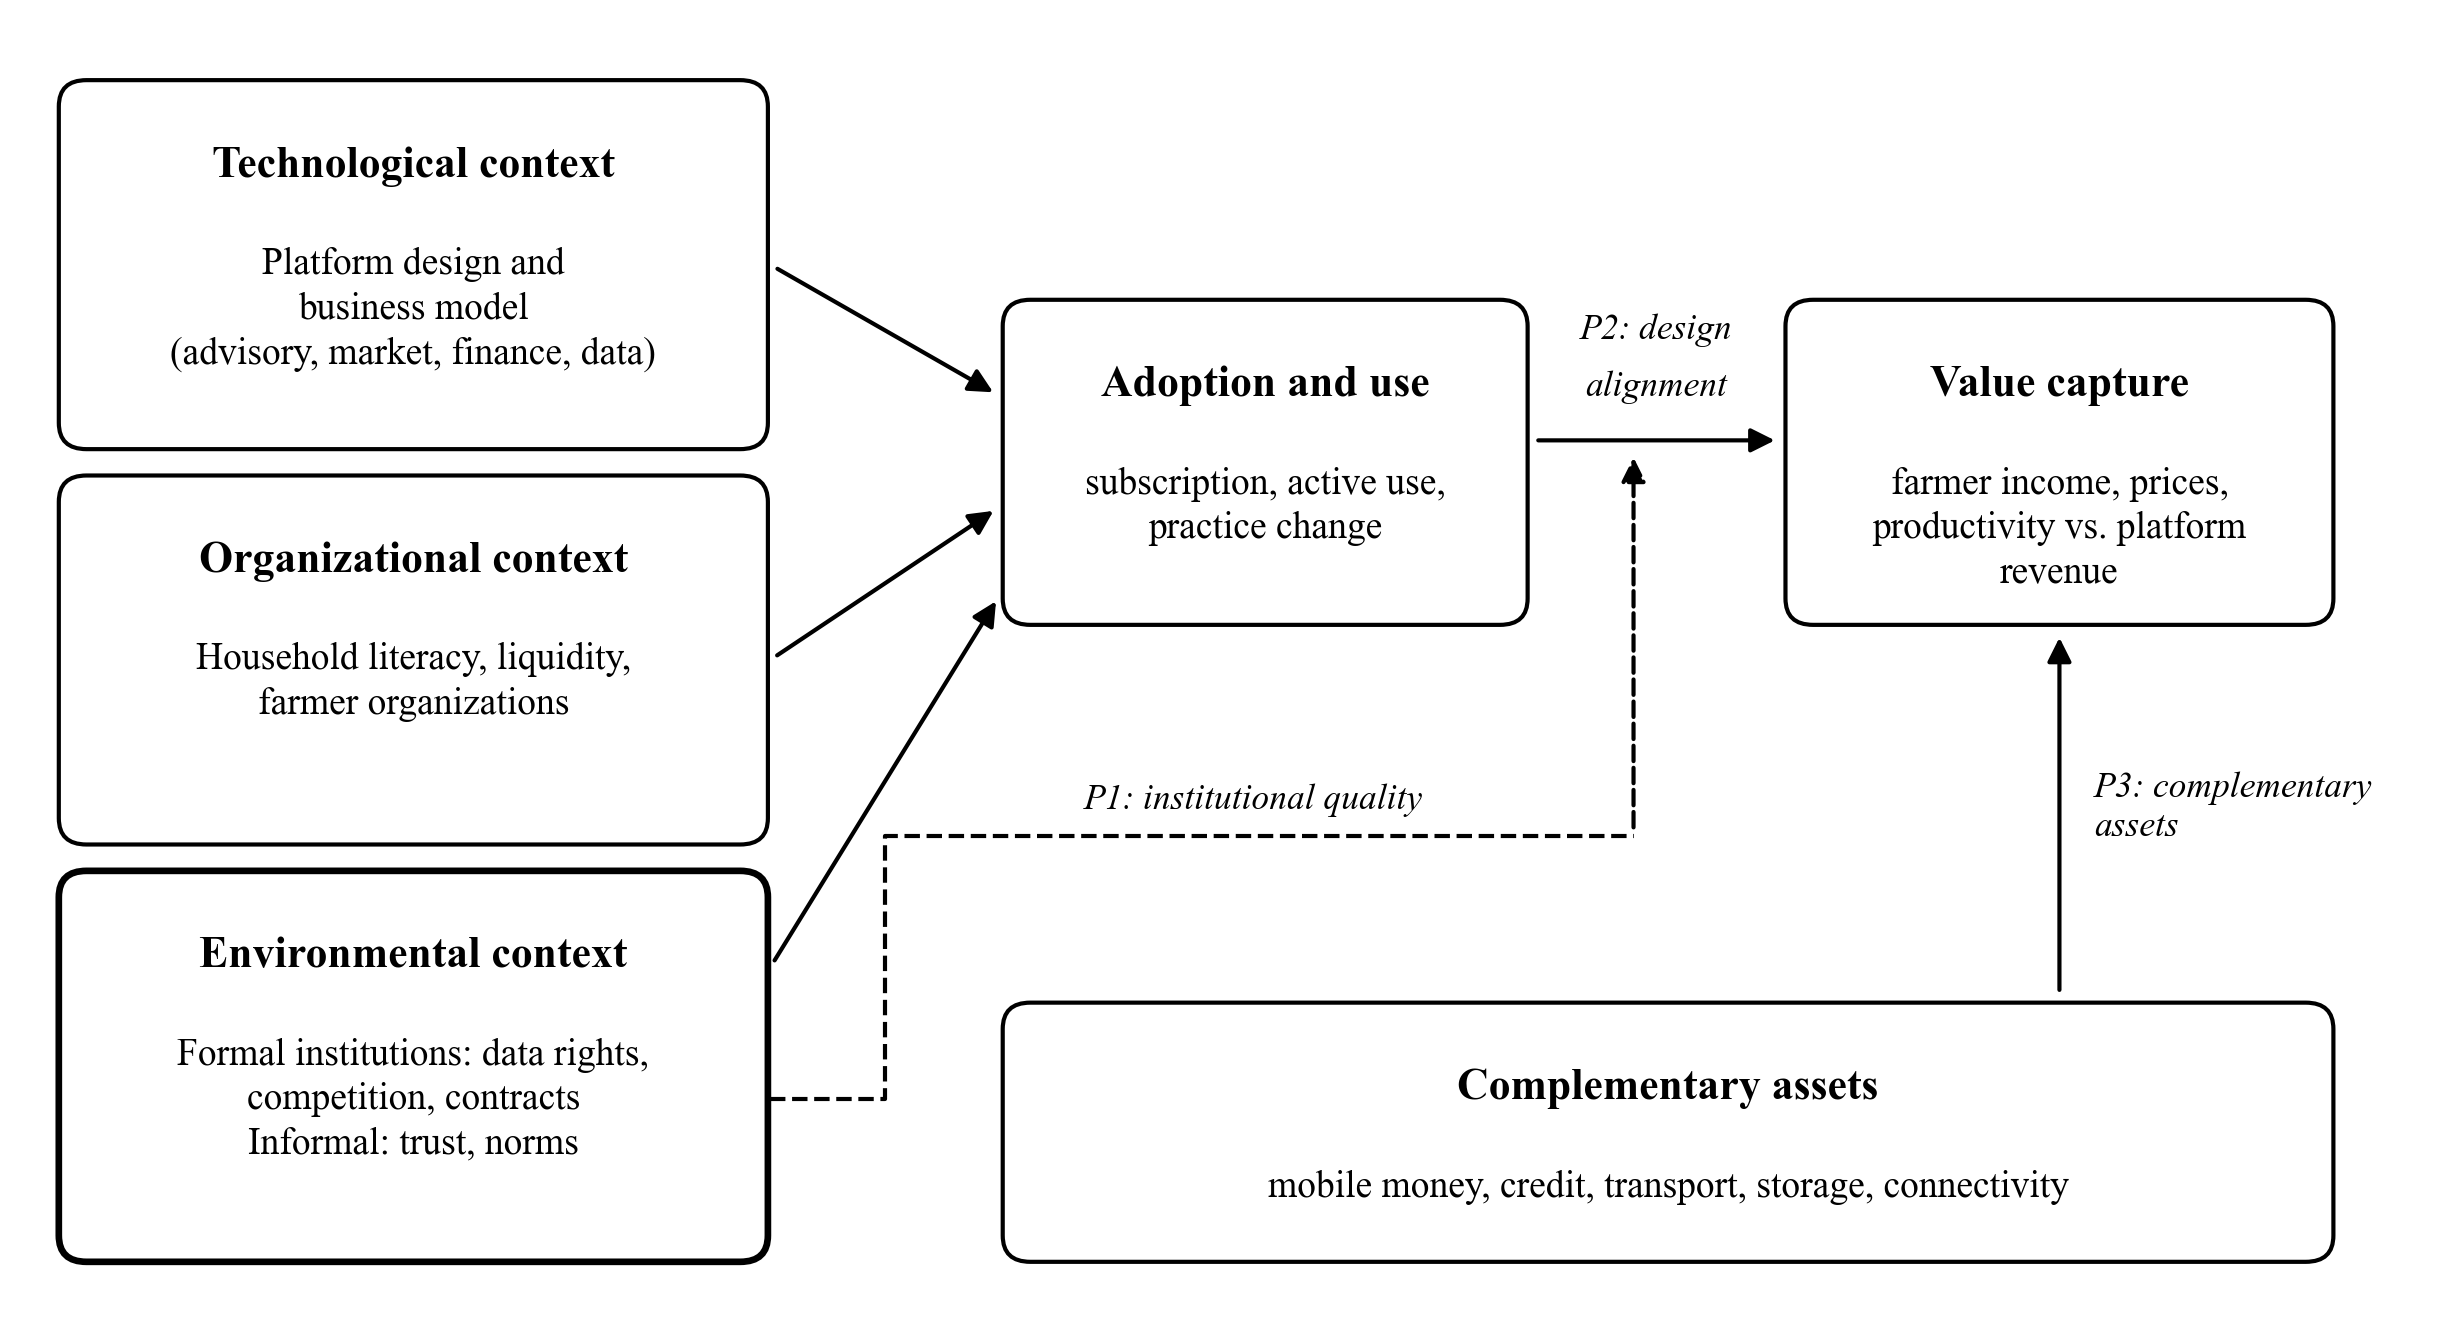 Technological context
Platform design and
business model
(advisory, market, finance, data)
Organizational context
Household literacy, liquidity,
farmer organizations
Environmental context
Formal institutions: data rights,
competition, contracts
Informal: trust, norms
Adoption and use
subscription, active use,
practice change
P2: design
alignment
Value capture
farmer income, prices,
productivity vs. platform
revenue
P1: institutional quality
P3: complementary
assets
Complementary assets
mobile money, credit, transport, storage, connectivity